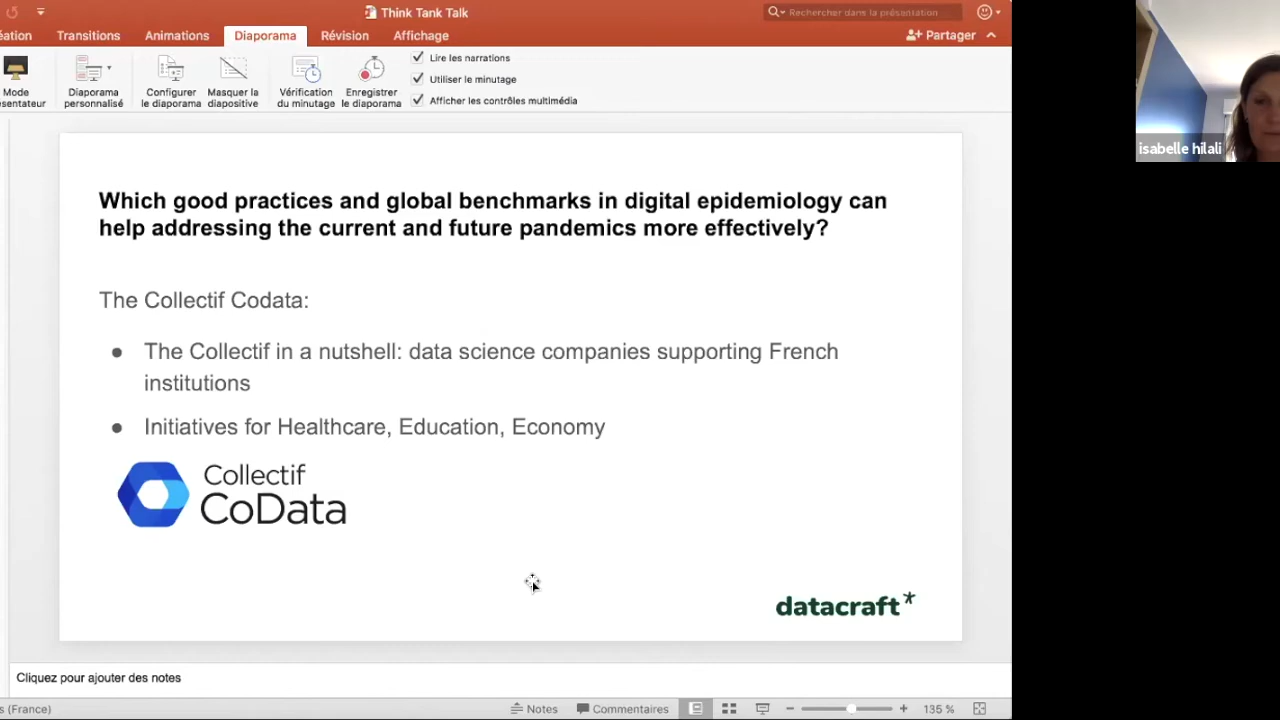 Think Tank Talk
Rechercher dans la présentation
éation Transitions Animations Diaporama Révision Affichage Partager
Mode
sentateur
Diaporama
personnalisé
Configurer
le diaporama
Masquer la
diapositive
Vérification
du minutage
Enregistrer
le diaporama
Lire les narrations
Utiliser le minutage
Afficher les contrôles multimédia
isabelle hilali
Which good practices and global benchmarks in digital epidemiology can
help addressing the current and future pandemics more effectively?
The Collectif Codata:
● The Collectif in a nutshell: data science companies supporting French
institutions
● Initiatives for Healthcare, Education, Economy
Collectif
CoData
datacraft*
Cliquez pour ajouter des notes
s (France) Notes Commentaires 135 %